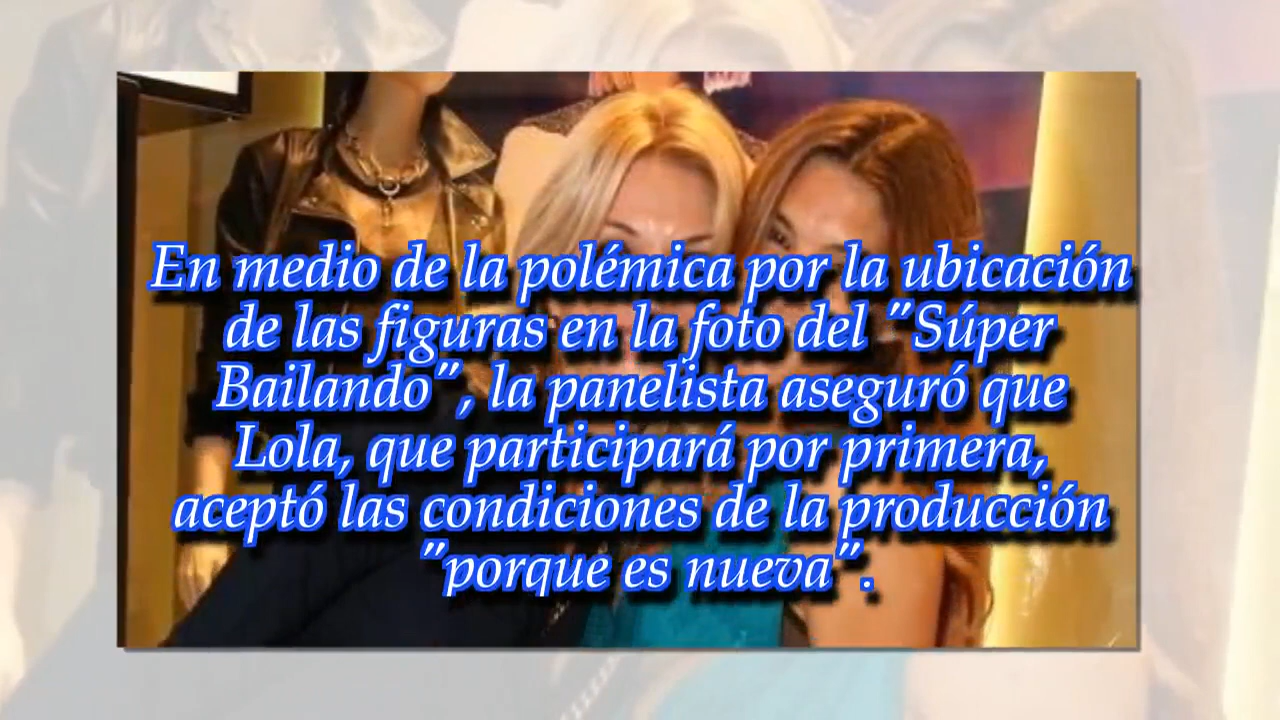 En medio de la polémica por la ubicación
de las figuras en la foto del "Súper
Bailando", la panelista aseguró que
Lola, que participará por primera,
aceptó las condiciones de la producción
"porque es nueva".